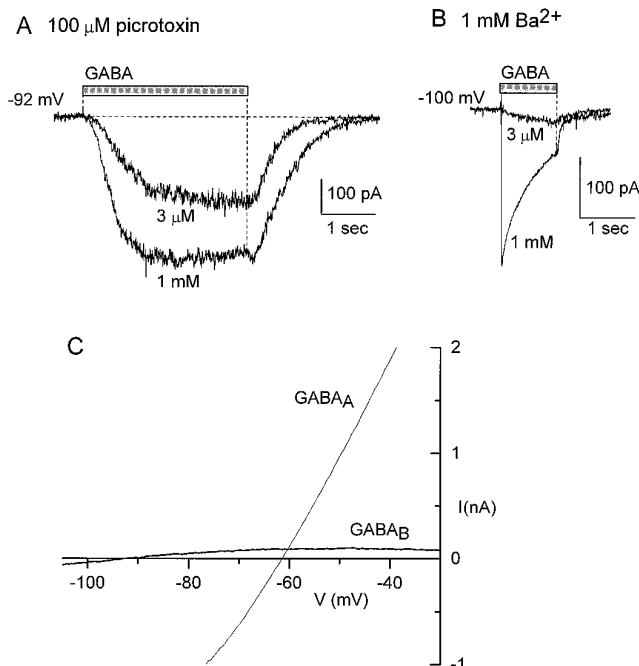 A 100 μM picrotoxin
GABA
-92 mV
3 μM
1 mM
100 pA
1 sec
B 1 mM Ba2+
GABA
-100 mV
3 μM
1 mM
100 pA
1 sec
C
2
GABAA
1
I(nA)
GABAB
0
-100 -80 -60 -40
V (mV)
-1